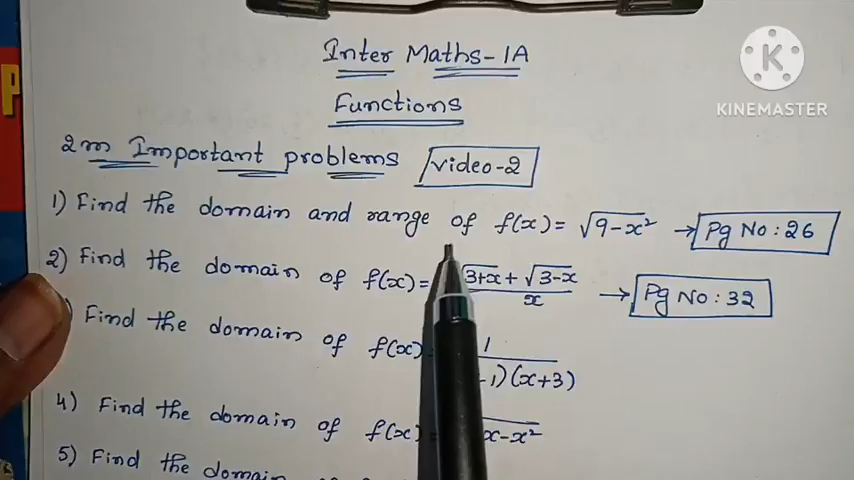 Inter Maths-1A
Functions
2m Important problems video-2
1) Find the domain and range of f(x) = √9-x² → Pg No: 26
2) Find the domain of f(x) = √3+x + √3-x / x → Pg No: 32
) Find the domain of f(x) 1 / -1)(x+3)
4) Find the domain of f(x) = x-x²
5) Find the domain
K
KINEMASTER
P